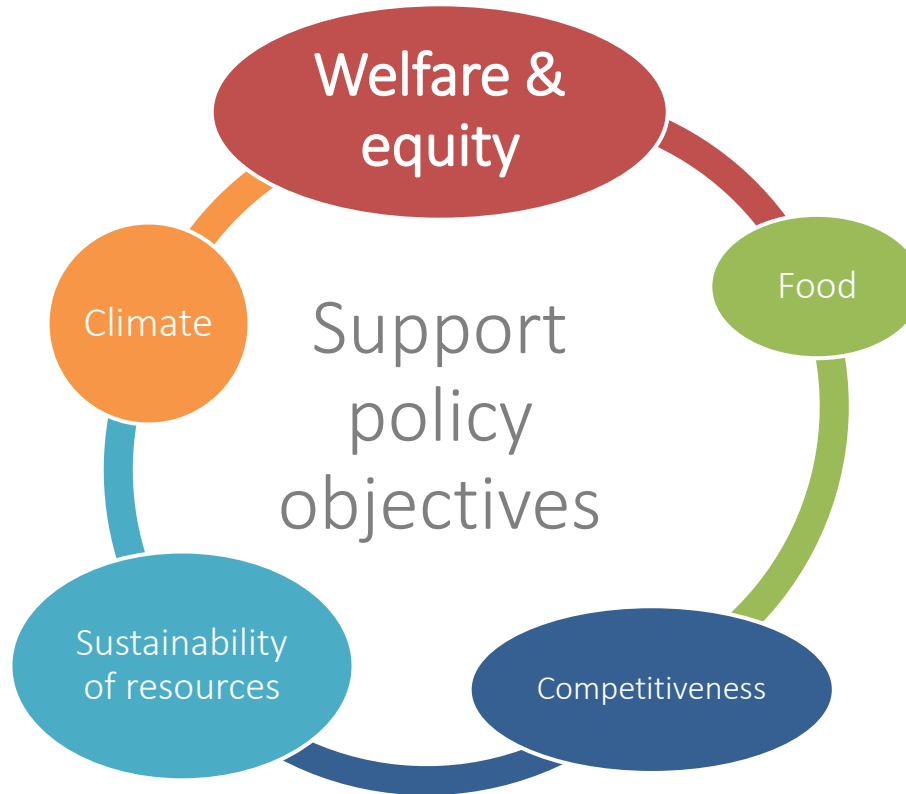 Welfare &
equity
Food
Climate
Support
policy
objectives
Sustainability
of resources
Competitiveness